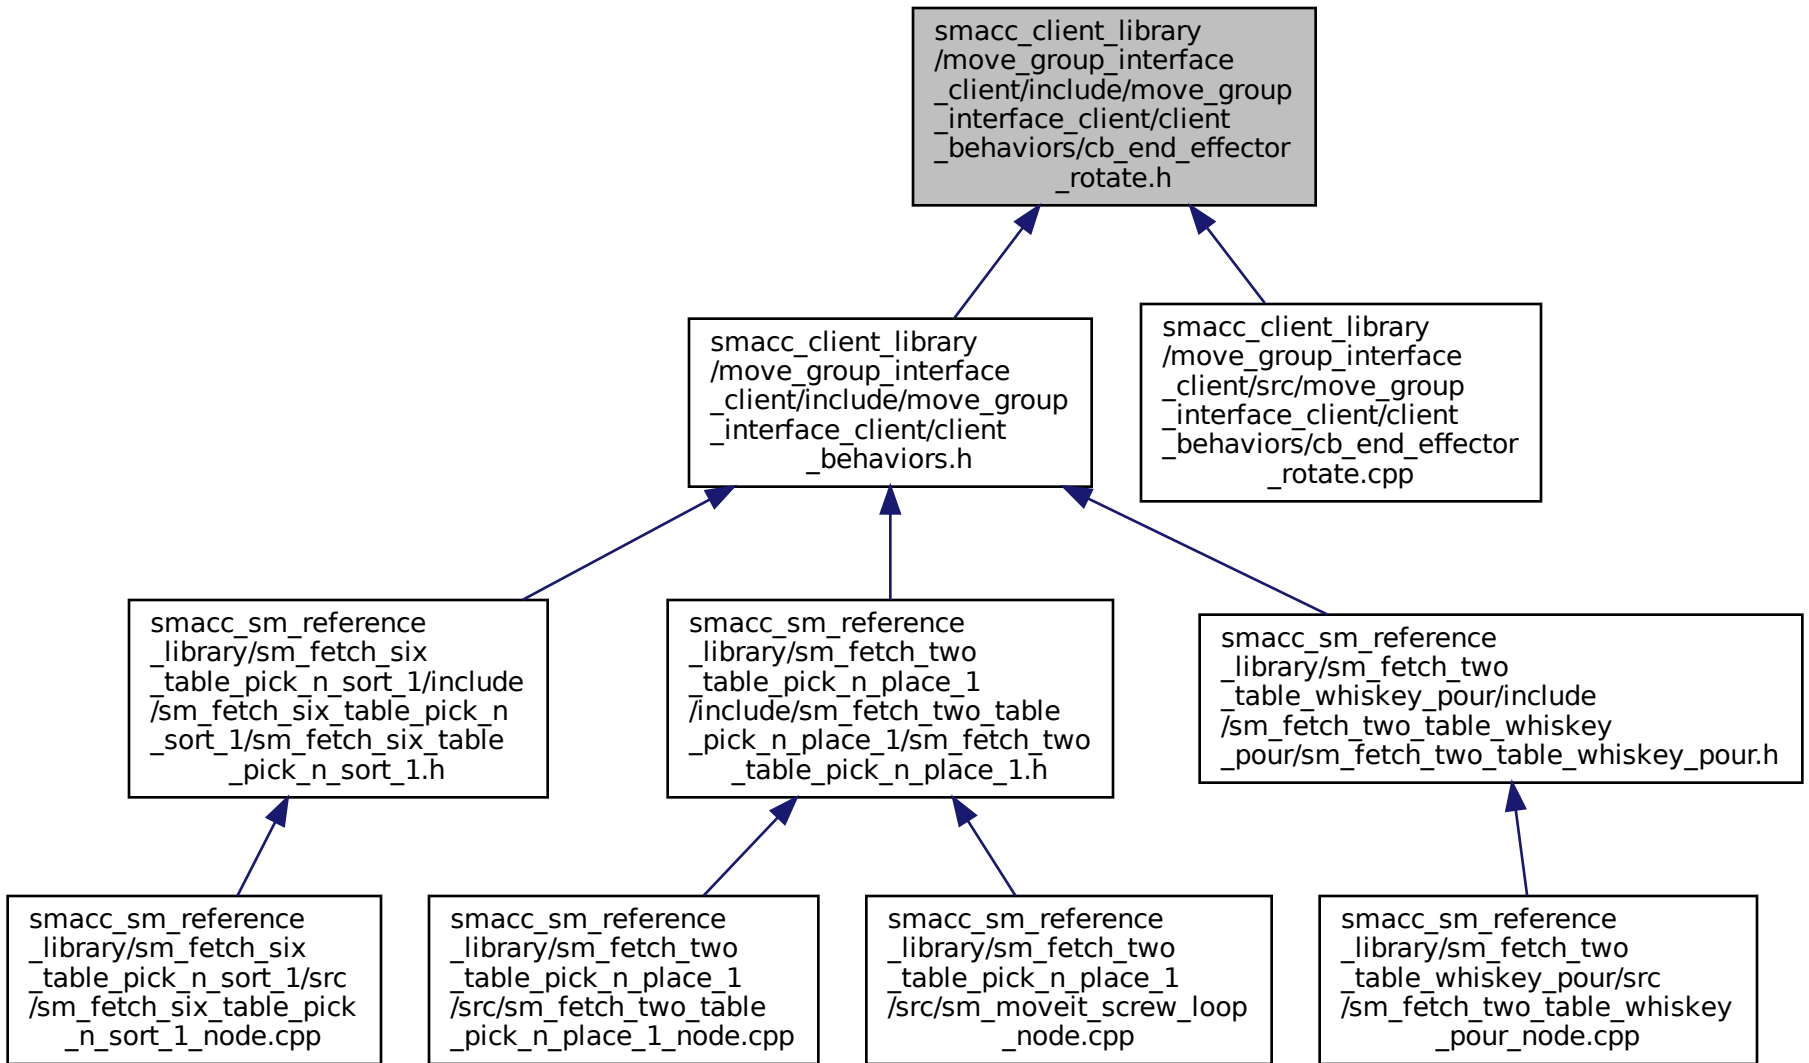 smacc_client_library
/move_group_interface
_client/include/move_group
_interface_client/client
_behaviors/cb_end_effector
_rotate.h
smacc_client_library
/move_group_interface
_client/include/move_group
_interface_client/client
_behaviors.h
smacc_client_library
/move_group_interface
_client/src/move_group
_interface_client/client
_behaviors/cb_end_effector
_rotate.cpp
smacc_sm_reference
_library/sm_fetch_six
_table_pick_n_sort_1/include
/sm_fetch_six_table_pick_n
_sort_1/sm_fetch_six_table
_pick_n_sort_1.h
smacc_sm_reference
_library/sm_fetch_two
_table_pick_n_place_1
/include/sm_fetch_two_table
_pick_n_place_1/sm_fetch_two
_table_pick_n_place_1.h
smacc_sm_reference
_library/sm_fetch_two
_table_whiskey_pour/include
/sm_fetch_two_table_whiskey
_pour/sm_fetch_two_table_whiskey_pour.h
smacc_sm_reference
_library/sm_fetch_six
_table_pick_n_sort_1/src
/sm_fetch_six_table_pick
_n_sort_1_node.cpp
smacc_sm_reference
_library/sm_fetch_two
_table_pick_n_place_1
/src/sm_fetch_two_table
_pick_n_place_1_node.cpp
smacc_sm_reference
_library/sm_fetch_two
_table_pick_n_place_1
/src/sm_moveit_screw_loop
_node.cpp
smacc_sm_reference
_library/sm_fetch_two
_table_whiskey_pour/src
/sm_fetch_two_table_whiskey
_pour_node.cpp